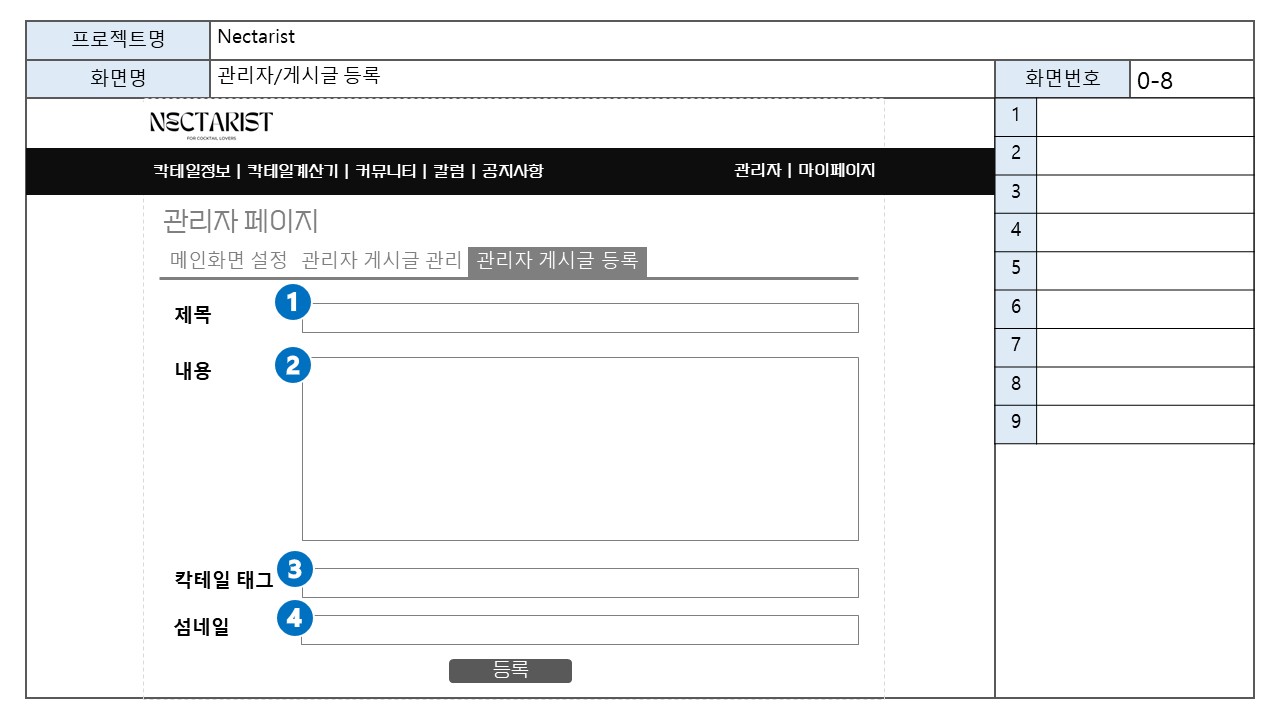 프로젝트명 Nectarist
화면명 관리자/게시글 등록 화면번호 0-8
NECTARIST
FOR COCKTAIL LOVERS
칵테일정보 | 칵테일계산기 | 커뮤니티 | 칼럼 | 공지사항 관리자 | 마이페이지
관리자 페이지
메인화면 설정 관리자 게시글 관리 관리자 게시글 등록
제목 1
내용 2
칵테일 태그 3
섬네일 4
등록
1
2
3
4
5
6
7
8
9